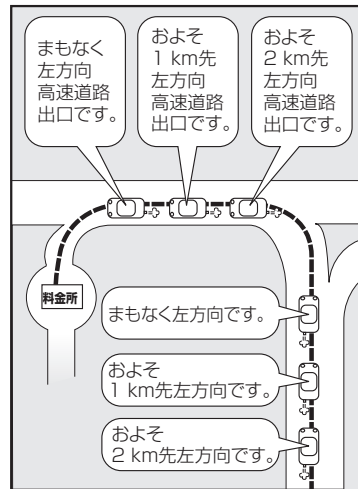 まもなく
左方向
高速道路
出口です。
およそ
1 km先
左方向
高速道路
出口です。
およそ
2 km先
左方向
高速道路
出口です。
料金所
まもなく左方向です。
およそ
1 km先左方向です。
およそ
2 km先左方向です。